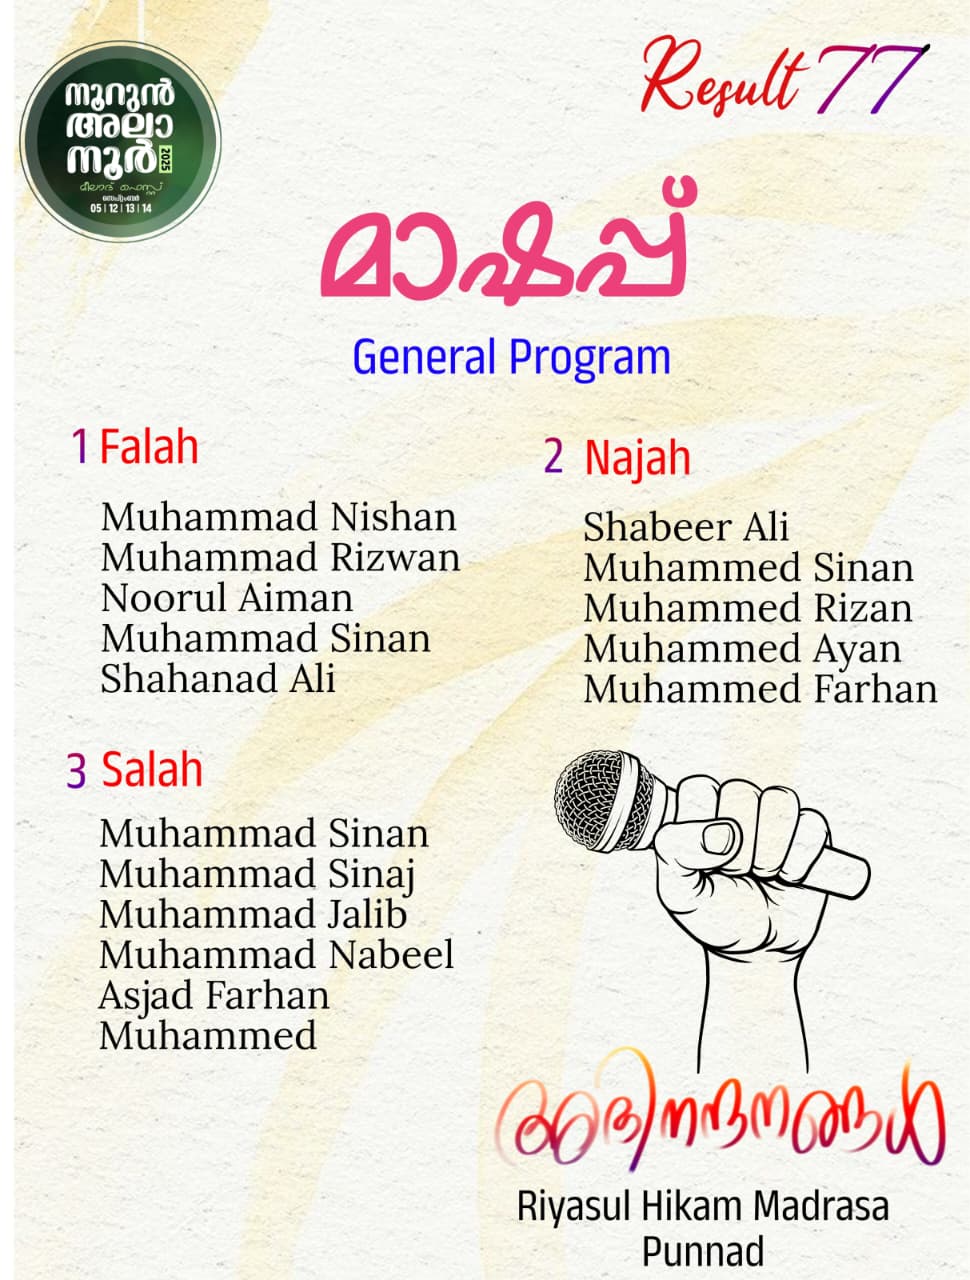 നൂറുൻ
അലാ
നൂർ 2025
മീലാദ് ഫെസ്റ്റ്
സെപ്റ്റംബർ
05 | 12 | 13 | 14
Result 77
മാഷപ്പ്
General Program
1 Falah
Muhammad Nishan
Muhammad Rizwan
Noorul Aiman
Muhammad Sinan
Shahanad Ali
2 Najah
Shabeer Ali
Muhammed Sinan
Muhammed Rizan
Muhammed Ayan
Muhammed Farhan
3 Salah
Muhammad Sinan
Muhammad Sinaj
Muhammad Jalib
Muhammad Nabeel
Asjad Farhan
Muhammed
അഭിനന്ദനങ്ങൾ
Riyasul Hikam Madrasa
Punnad